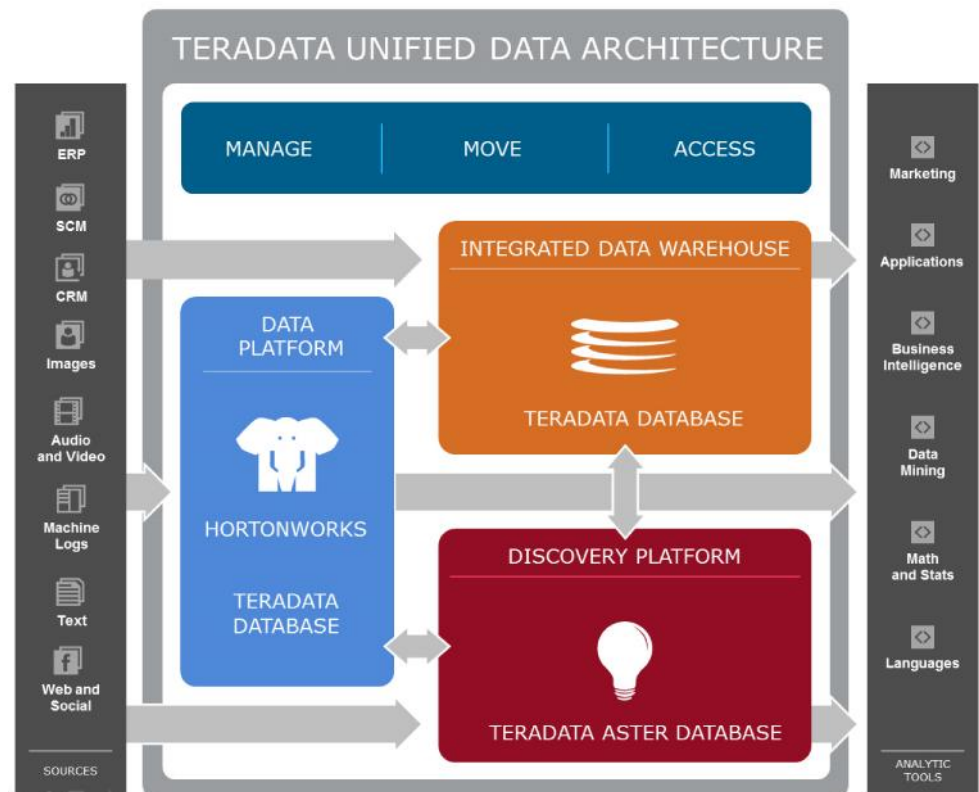 TERADATA UNIFIED DATA ARCHITECTURE
ERP
SCM
CRM
Images
Audio
and Video
Machine
Logs
Text
Web and
Social
SOURCES
MANAGE
MOVE
ACCESS
DATA
PLATFORM
HORTONWORKS
TERADATA
DATABASE
INTEGRATED DATA WAREHOUSE
TERADATA DATABASE
DISCOVERY PLATFORM
TERADATA ASTER DATABASE
Marketing
Applications
Business
Intelligence
Data
Mining
Math
and Stats
Languages
ANALYTIC
TOOLS